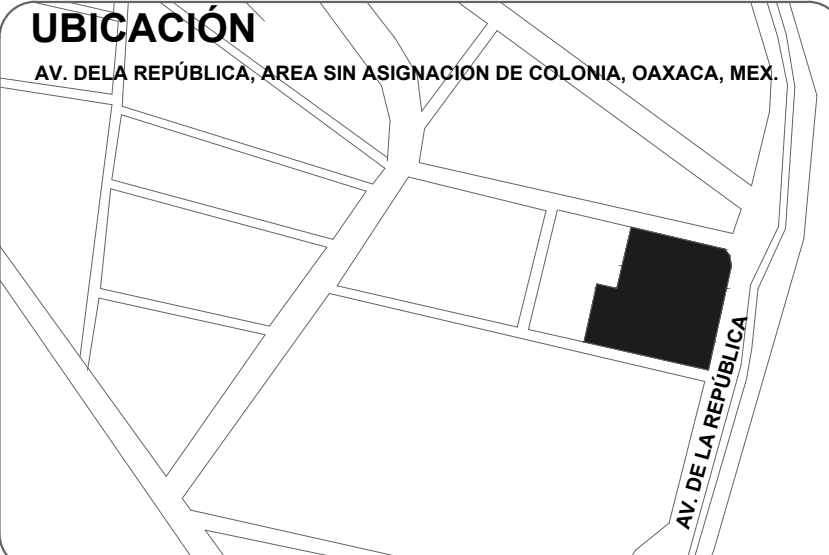 UBICACIÓN
AV. DELA REPÚBLICA, AREA SIN ASIGNACION DE COLONIA, OAXACA, MEX.
AV. DE LA REPÚBLICA